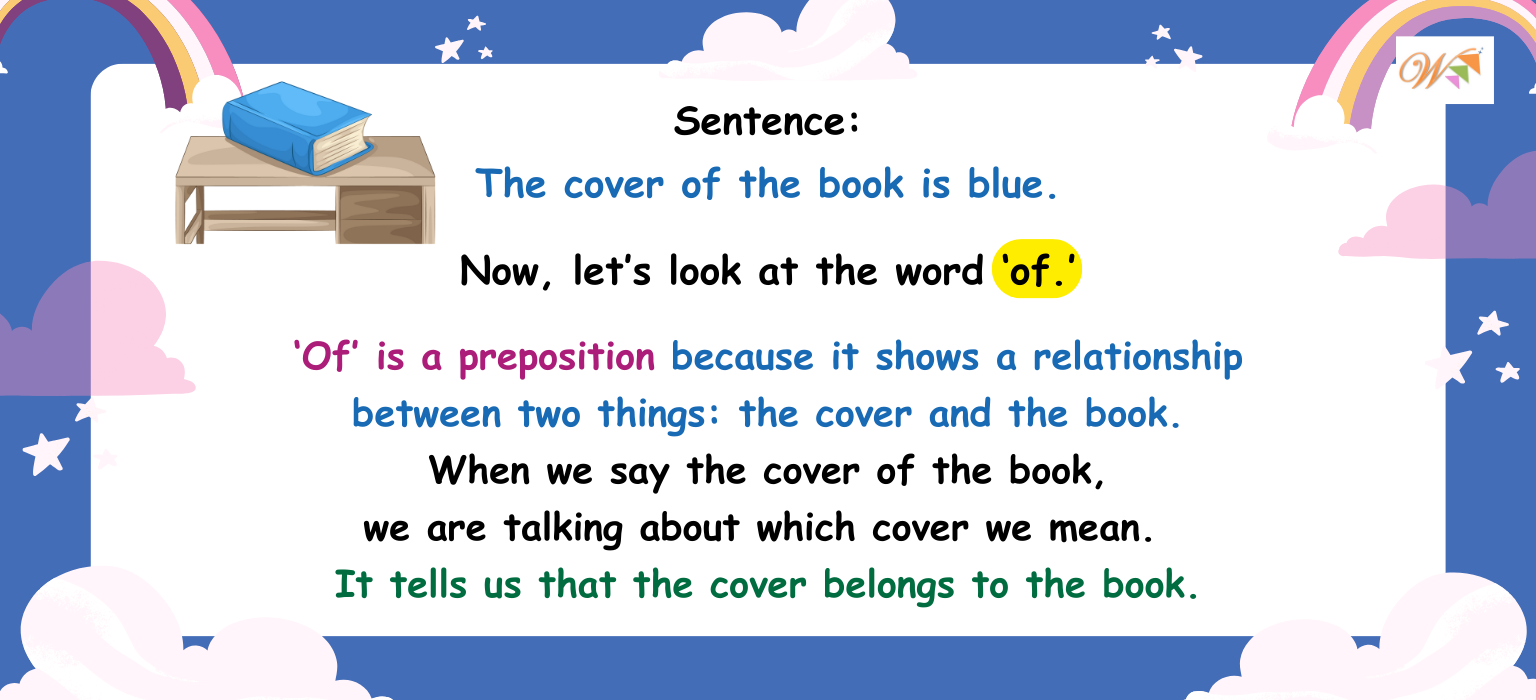 Sentence:
The cover of the book is blue.
Now, let's look at the word ‘of.’
‘Of’ is a preposition because it shows a relationship
between two things: the cover and the book.
When we say the cover of the book,
we are talking about which cover we mean.
It tells us that the cover belongs to the book.
W